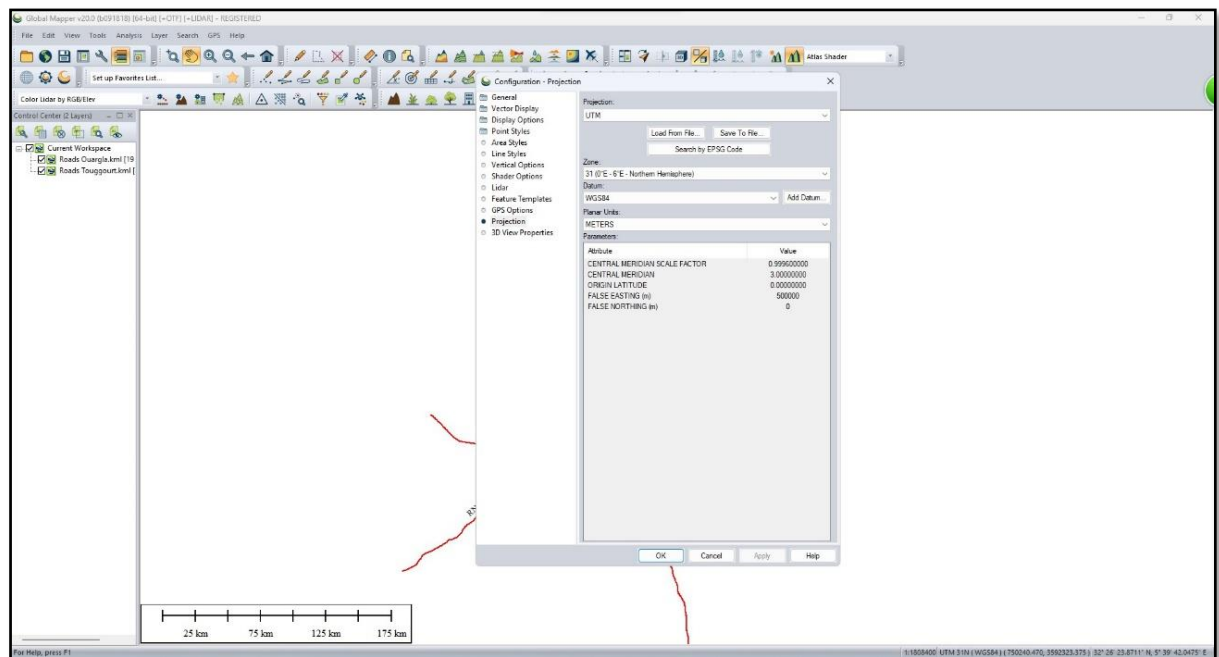 Global Mapper v20.0 (b091818) [64-bit] [+OTF] [+LIDAR] - REGISTERED
File Edit View Tools Analysis Layer Search GPS Help
Atlas Shader
Set up Favorites List...
Color Lidar by RGB/Elev
Control Center (2 Layers)
Current Workspace
Roads Ouargla.kml [19
Roads Touggourt.kml [
Configuration - Projection
General
Vector Display
Display Options
Point Styles
Area Styles
Line Styles
Vertical Options
Shader Options
Lidar
Feature Templates
GPS Options
Projection
3D View Properties
Projection:
UTM
Load From File... Save To File...
Search by EPSG Code
Zone:
31 (0°E - 6°E - Northern Hemisphere)
Datum:
WGS84 Add Datum...
Planar Units:
METERS
Parameters:
Attribute Value
CENTRAL MERIDIAN SCALE FACTOR 0.999600000
CENTRAL MERIDIAN 3.00000000
ORIGIN LATITUDE 0.00000000
FALSE EASTING (m) 500000
FALSE NORTHING (m) 0
OK Cancel Apply Help
RN
25 km 75 km 125 km 175 km
For Help, press F1
1:1808400 UTM 31N ( WGS84 ) ( 750240.470, 3592323.375 ) 32° 26' 23.8711" N, 5° 39' 42.0475" E